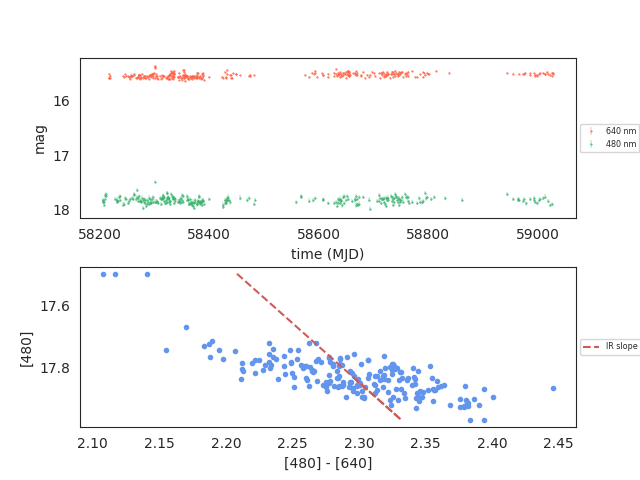 mag
16
17
18
58200 58400 58600 58800 59000
time (MJD)
640 nm
480 nm
[480]
17.6
17.8
2.10 2.15 2.20 2.25 2.30 2.35 2.40 2.45
[480] - [640]
IR slope